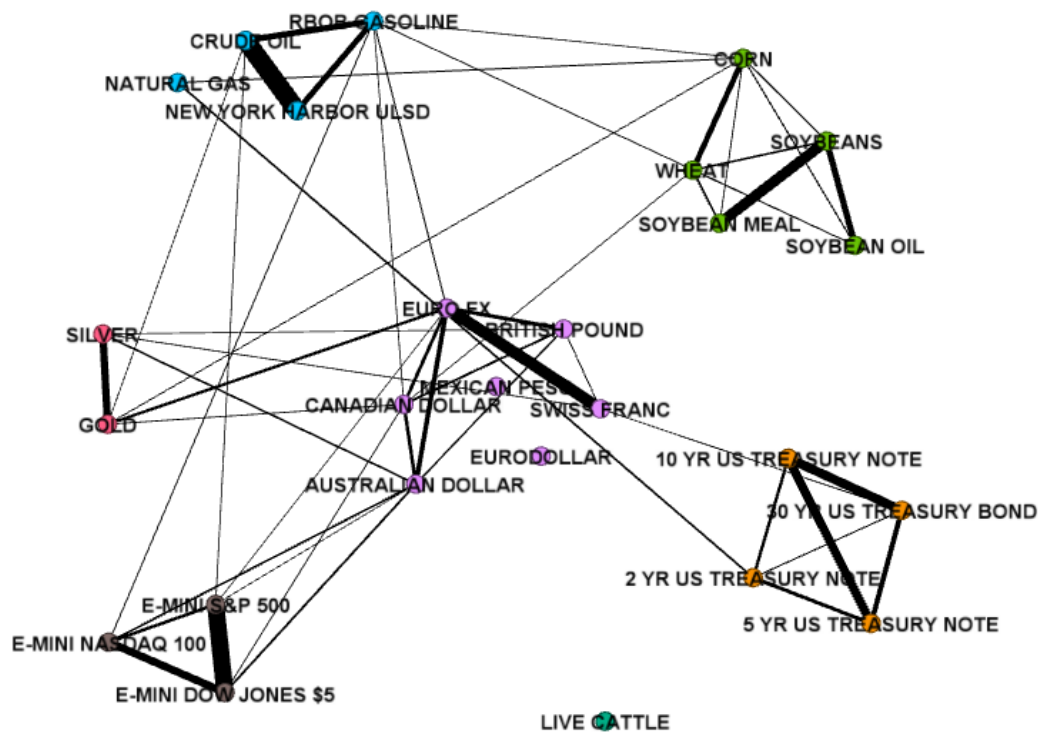 RBOB GASOLINE
CRUDE OIL
NATURAL GAS
NEW YORK HARBOR ULSD
CORN
SOYBEANS
WHEAT
SOYBEAN MEAL
SOYBEAN OIL
EURO FX
SILVER
BRITISH POUND
MEXICAN PESO
CANADIAN DOLLAR
SWISS FRANC
GOLD
EURODOLLAR
10 YR US TREASURY NOTE
AUSTRALIAN DOLLAR
30 YR US TREASURY BOND
2 YR US TREASURY NOTE
E-MINI S&P 500
5 YR US TREASURY NOTE
E-MINI NASDAQ 100
E-MINI DOW JONES $5
LIVE CATTLE